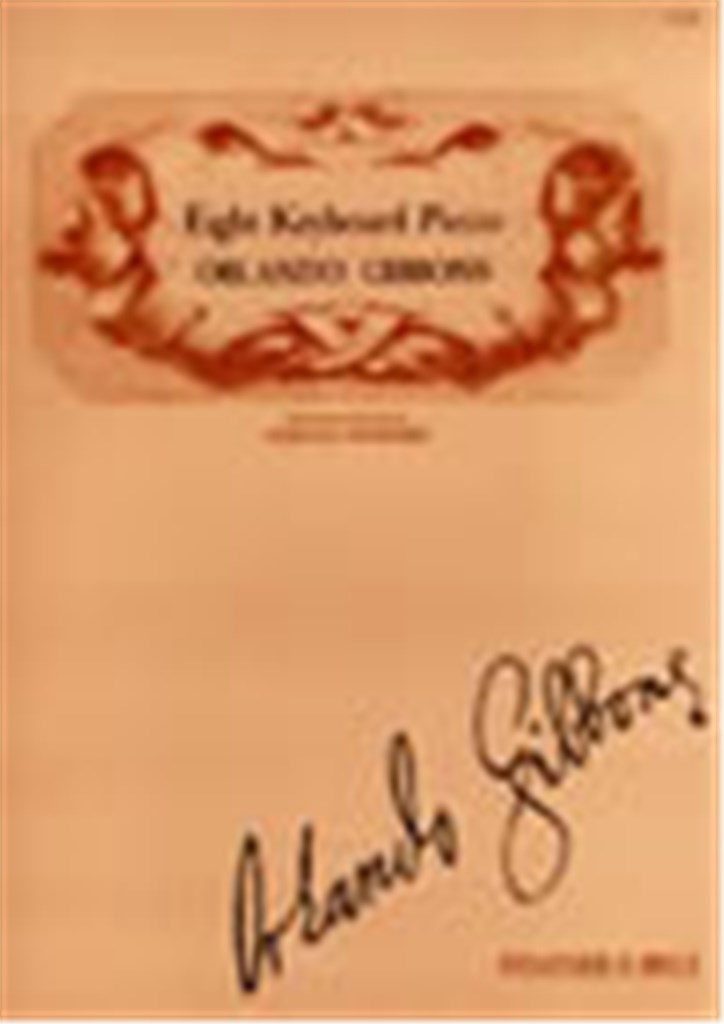 Eight Keyboard Pieces
ORLANDO GIBBONS
Orlando Gibbons
STAINER & BELL